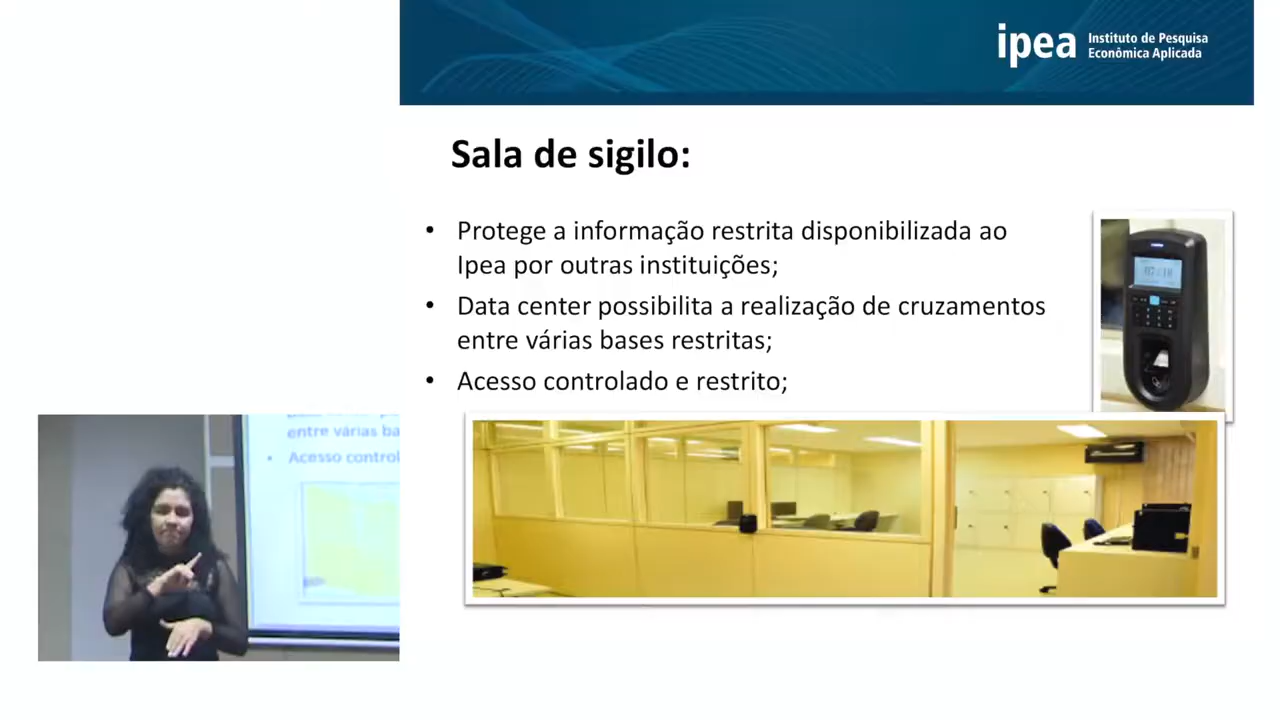 ipea Instituto de Pesquisa
Econômica Aplicada
Sala de sigilo:
• Protege a informação restrita disponibilizada ao
Ipea por outras instituições;
• Data center possibilita a realização de cruzamentos
entre várias bases restritas;
• Acesso controlado e restrito;
entre várias ba
• Acesso control